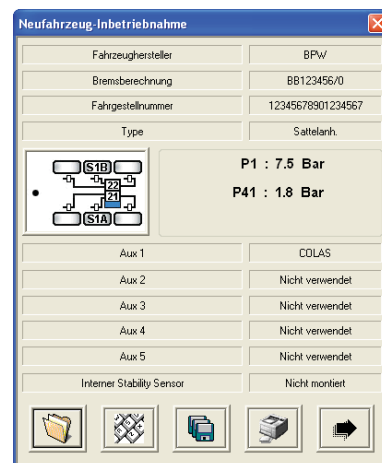 Neufahrzeug-Inbetriebnahme
Fahrzeughersteller BPW
Bremsberechnung BB123456/0
Fahrgestellnummer 12345678901234567
Type Sattelanh.
S1B
22
21
S1A
P1 : 7.5 Bar
P41 : 1.8 Bar
Aux 1 COLAS
Aux 2 Nicht verwendet
Aux 3 Nicht verwendet
Aux 4 Nicht verwendet
Aux 5 Nicht verwendet
Interner Stability Sensor Nicht montiert